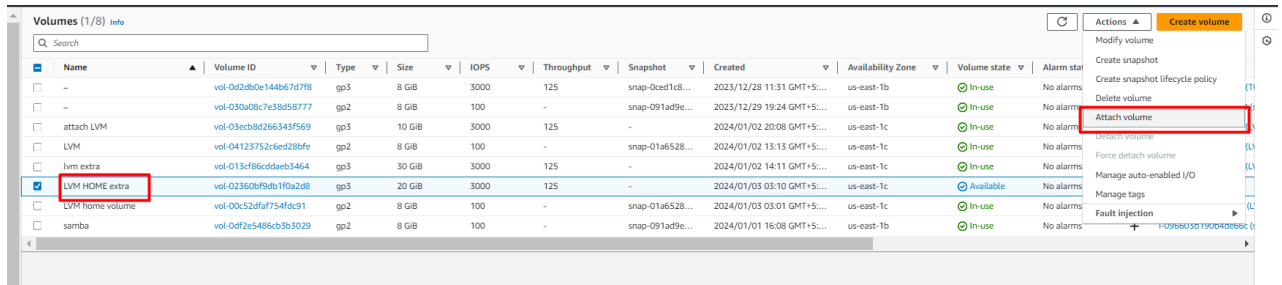 Volumes (1/8) Info
Actions ▲ Create volume
Search
Modify volume
Create snapshot
Create snapshot lifecycle policy
Delete volume
Attach volume
Detach volume
Force detach volume
Manage auto-enabled I/O
Manage tags
Fault injection
Name Volume ID Type Size IOPS Throughput Snapshot Created Availability Zone Volume state Alarm stat
– vol-0d2db0e144b67d7f8 gp3 8 GiB 3000 125 snap-0ced1c8... 2023/12/28 11:31 GMT+5:... us-east-1b In-use No alarms
– vol-030a08c7e38d58777 gp2 8 GiB 100 - snap-091ad9e... 2023/12/29 19:24 GMT+5:... us-east-1b In-use No alarms
attach LVM vol-03ecb8d266343f569 gp3 10 GiB 3000 125 - 2024/01/02 20:08 GMT+5:... us-east-1c In-use No alarms
LVM vol-04123752c6ed28bfe gp2 8 GiB 100 - snap-01a6528... 2024/01/02 13:13 GMT+5:... us-east-1c In-use No alarms
lvm extra vol-013cf86cddaeb3464 gp3 30 GiB 3000 125 - 2024/01/02 14:11 GMT+5:... us-east-1c In-use No alarms
LVM HOME extra vol-02360bf9db1f0a2d8 gp3 20 GiB 3000 125 - 2024/01/03 03:10 GMT+5:... us-east-1c Available No alarms
LVM home volume vol-00c52dfaf754fdc91 gp2 8 GiB 100 - snap-01a6528... 2024/01/03 03:01 GMT+5:... us-east-1c In-use No alarms
samba vol-0df2e5486cb3b3029 gp2 8 GiB 100 - snap-091ad9e... 2024/01/01 16:08 GMT+5:... us-east-1b In-use No alarms +